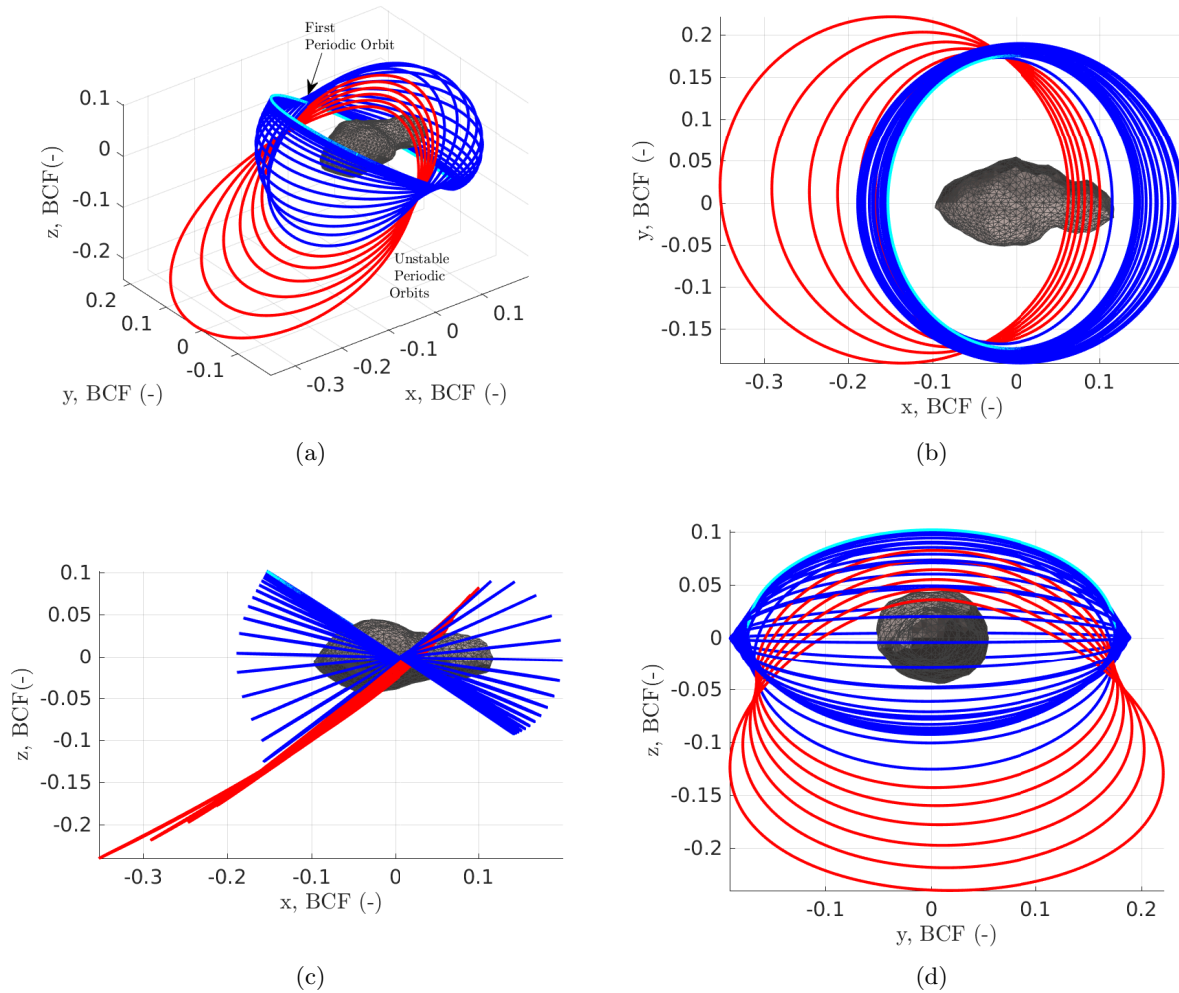 First
Periodic Orbit
0.1
0
-0.1
-0.2
z, BCF(-)
0.2
0.1
0
-0.1
y, BCF (-)
Unstable
Periodic
Orbits
-0.3
-0.2
-0.1
0
0.1
x, BCF (-)
(a)
0.2
0.15
0.1
0.05
0
-0.05
-0.1
-0.15
y, BCF (-)
-0.3
-0.2
-0.1
0
0.1
x, BCF (-)
(b)
0.1
0.05
0
-0.05
-0.1
-0.15
-0.2
z, BCF(-)
-0.3
-0.2
-0.1
0
0.1
x, BCF (-)
(c)
0.1
0.05
0
-0.05
-0.1
-0.15
-0.2
z, BCF(-)
-0.1
0
0.1
0.2
y, BCF (-)
(d)